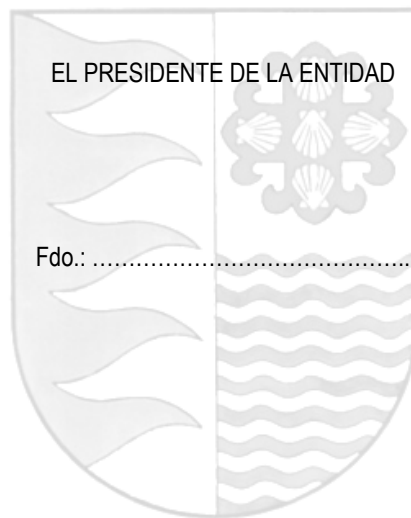 EL PRESIDENTE DE LA ENTIDAD
Fdo.: ………………………………………